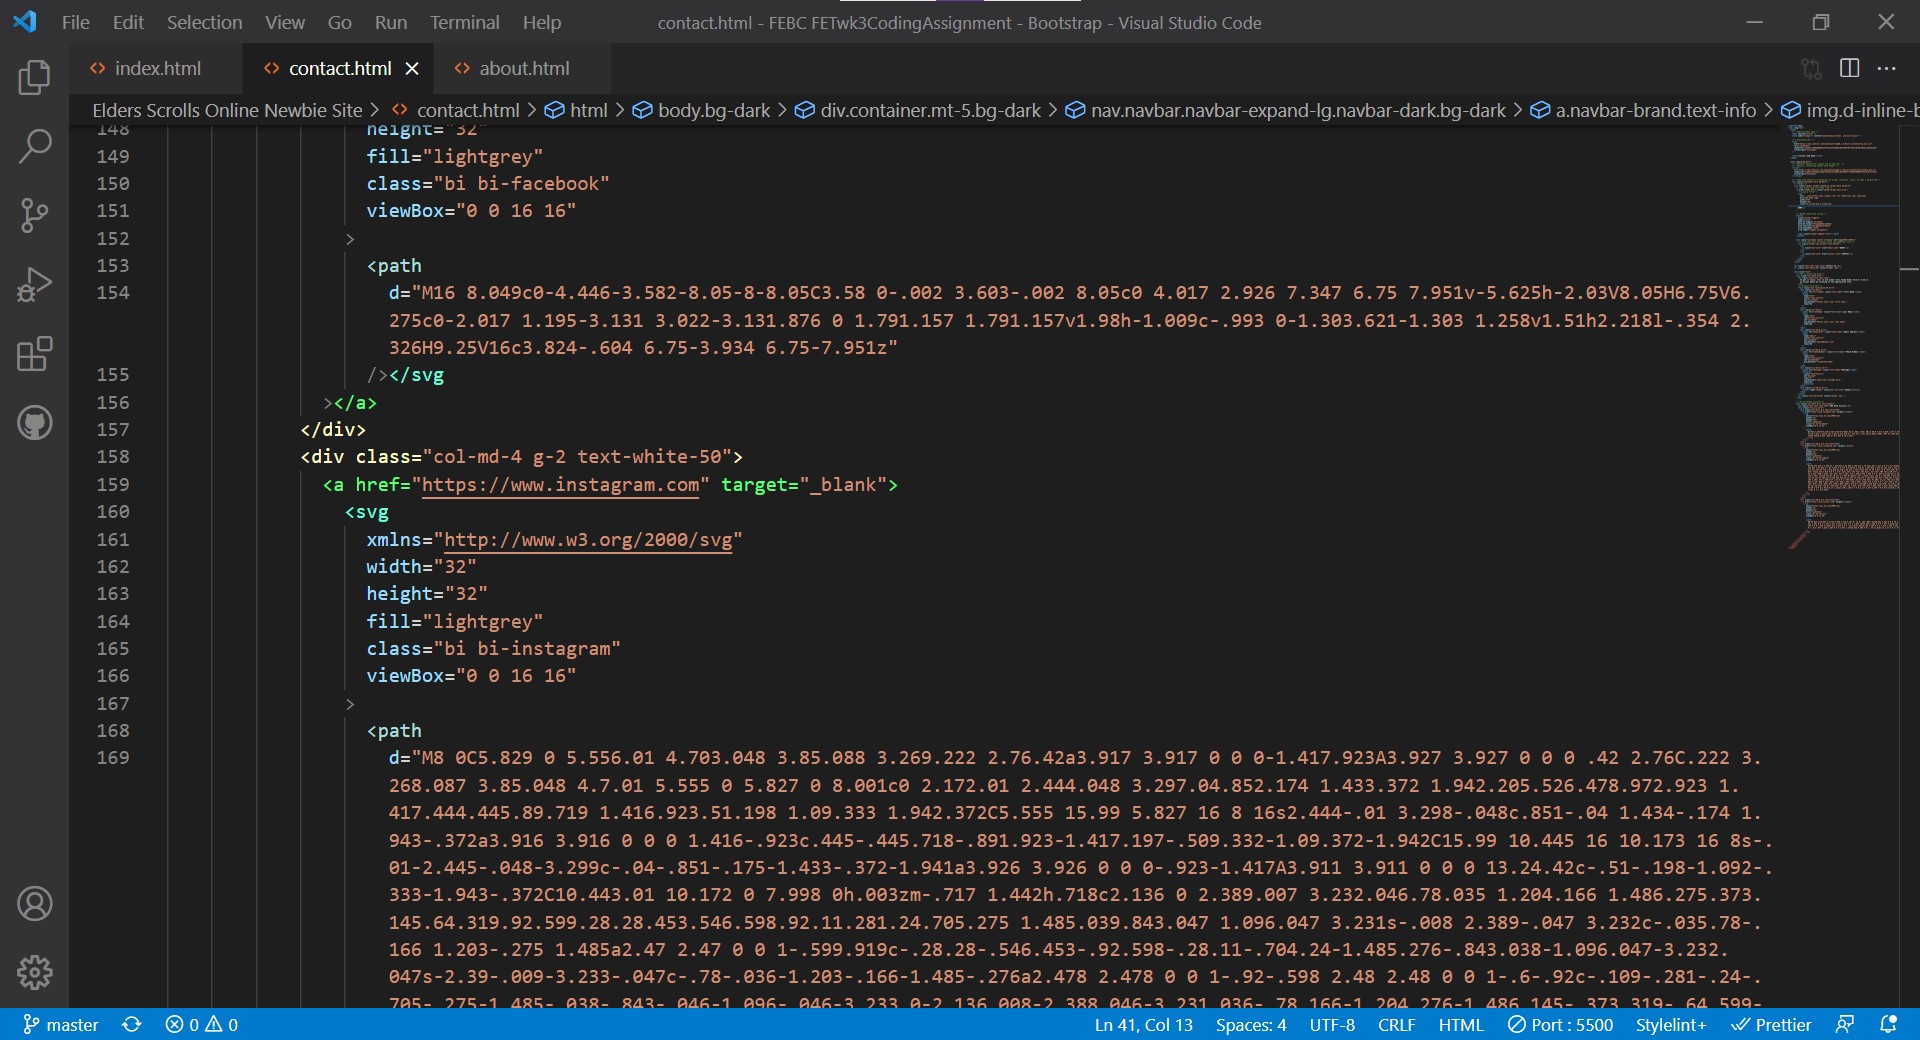 File Edit Selection View Go Run Terminal Help contact.html - FEBC FETwk3CodingAssignment - Bootstrap - Visual Studio Code
index.html contact.html about.html
Elders Scrolls Online Newbie Site > contact.html > html > body.bg-dark > div.container.mt-5.bg-dark > nav.navbar.navbar-expand-lg.navbar-dark.bg-dark > a.navbar-brand.text-info > img.d-inline-b
148 height="32"
149 fill="lightgrey"
150 class="bi bi-facebook"
151 viewBox="0 0 16 16"
152 >
153 <path
154 d="M16 8.049c0-4.446-3.582-8.05-8-8.05C3.58 0-.002 3.603-.002 8.05c0 4.017 2.926 7.347 6.75 7.951v-5.625h-2.03V8.05H6.75V6.
275c0-2.017 1.195-3.131 3.022-3.131.876 0 1.791.157 1.791.157v1.98h-1.009c-.993 0-1.303.621-1.303 1.258v1.51h2.218l-.354 2.
326H9.25V16c3.824-.604 6.75-3.934 6.75-7.951z"
155 /></svg
156 ></a>
157 </div>
158 <div class="col-md-4 g-2 text-white-50">
159 <a href="https://www.instagram.com" target="_blank">
160 <svg
161 xmlns="http://www.w3.org/2000/svg"
162 width="32"
163 height="32"
164 fill="lightgrey"
165 class="bi bi-instagram"
166 viewBox="0 0 16 16"
167 >
168 <path
169 d="M8 0C5.829 0 5.556.01 4.703.048 3.85.088 3.269.222 2.76.42a3.917 3.917 0 0 0-1.417.923A3.927 3.927 0 0 0 .42 2.76C.222 3.
268.087 3.85.048 4.7.01 5.555 0 5.827 0 8.001c0 2.172.01 2.444.048 3.297.04.852.174 1.433.372 1.942.205.526.478.972.923 1.
417.444.445.89.719 1.416.923.51.198 1.09.333 1.942.372C5.555 15.99 5.827 16 8 16s2.444-.01 3.298-.048c.851-.04 1.434-.174 1.
943-.372a3.916 3.916 0 0 0 1.416-.923c.445-.445.718-.891.923-1.417.197-.509.332-1.09.372-1.942C15.99 10.445 16 10.173 16 8s-.
01-2.445-.048-3.299c-.04-.851-.175-1.433-.372-1.941a3.926 3.926 0 0 0-.923-1.417A3.911 3.911 0 0 0 13.24.42c-.51-.198-1.092-.
333-1.943-.372C10.443.01 10.172 0 7.998 0h.003zm-.717 1.442h.718c2.136 0 2.389.007 3.232.046.78.035 1.204.166 1.486.275.373.
145.64.319.92.599.28.28.453.546.598.92.11.281.24.705.275 1.485.039.843.047 1.096.047 3.231s-.008 2.389-.047 3.232c-.035.78-.
166 1.203-.275 1.485a2.47 2.47 0 0 1-.599.919c-.28.28-.546.453-.92.598-.28.11-.704.24-1.485.276-.843.038-1.096.047-3.232.
047s-2.39-.009-3.233-.047c-.78-.036-1.203-.166-1.485-.276a2.478 2.478 0 0 1-.92-.598 2.48 2.48 0 0 1-.6-.92c-.109-.281-.24-.
705-.275-1.485-.038-.843-.046-1.096-.046-3.233 0-2.136.008-2.388.046-3.231.036-.78.166-1.204.276-1.486.145-.373.319-.64.599-
master 0 0 Ln 41, Col 13 Spaces: 4 UTF-8 CRLF HTML Port : 5500 Stylelint+ Prettier